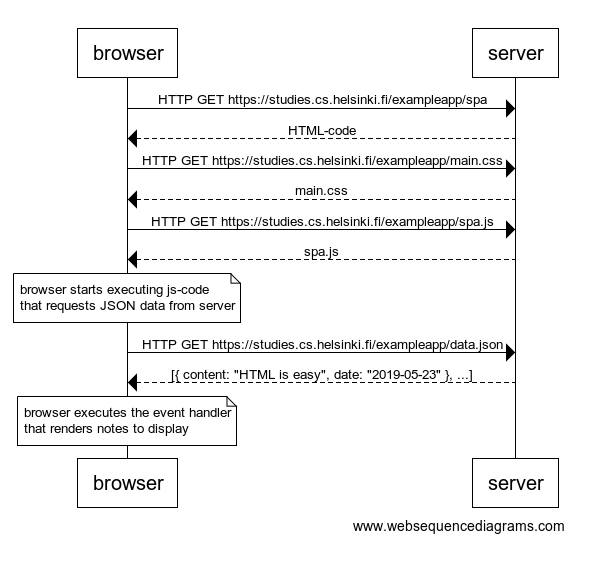 browser
server
HTTP GET https://studies.cs.helsinki.fi/exampleapp/spa
HTML-code
HTTP GET https://studies.cs.helsinki.fi/exampleapp/main.css
main.css
HTTP GET https://studies.cs.helsinki.fi/exampleapp/spa.js
spa.js
browser starts executing js-code
that requests JSON data from server
HTTP GET https://studies.cs.helsinki.fi/exampleapp/data.json
[{ content: "HTML is easy", date: "2019-05-23" }, ...]
browser executes the event handler
that renders notes to display
browser
server
www.websequencediagrams.com